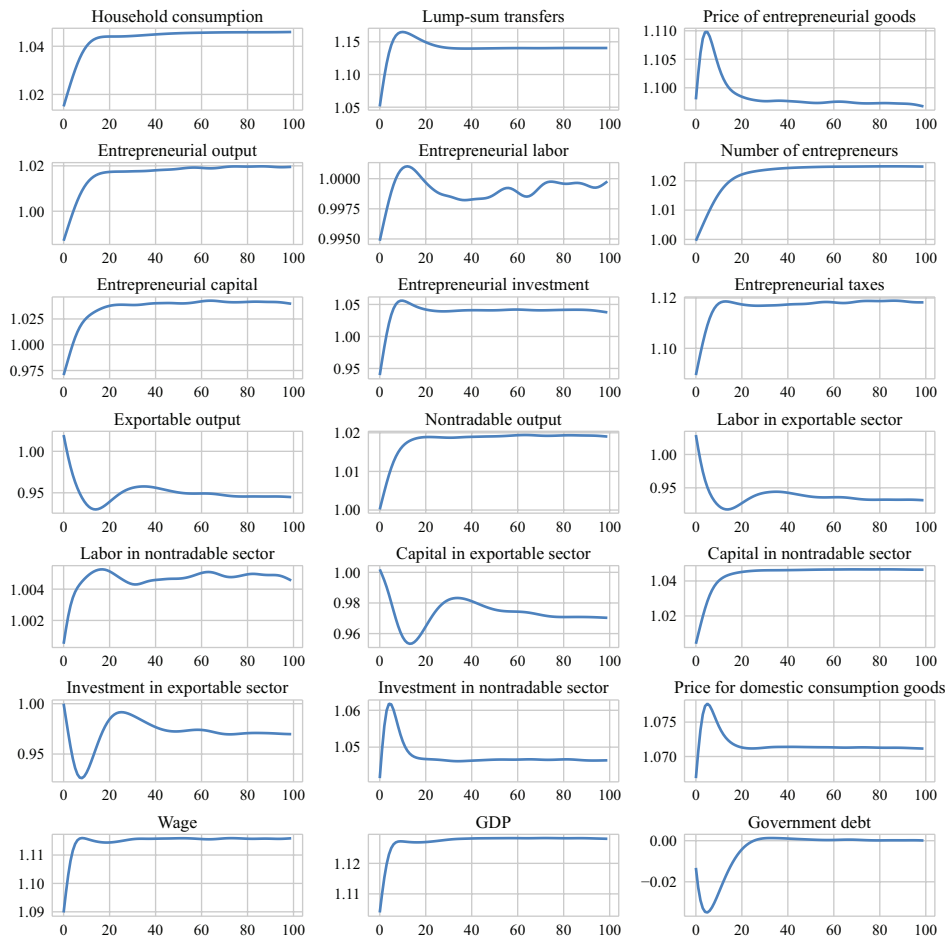 Household consumption Lump-sum transfers Price of entrepreneurial goods
1.04 1.02 1.15 1.10 1.05 1.110 1.105 1.100
0 20 40 60 80 100 0 20 40 60 80 100 0 20 40 60 80 100
Entrepreneurial output Entrepreneurial labor Number of entrepreneurs
1.02 1.00 1.0000 0.9975 0.9950 1.02 1.01 1.00
0 20 40 60 80 100 0 20 40 60 80 100 0 20 40 60 80 100
Entrepreneurial capital Entrepreneurial investment Entrepreneurial taxes
1.025 1.000 0.975 1.05 1.00 0.95 1.12 1.10
0 20 40 60 80 100 0 20 40 60 80 100 0 20 40 60 80 100
Exportable output Nontradable output Labor in exportable sector
1.00 0.95 1.02 1.01 1.00 1.00 0.95
0 20 40 60 80 100 0 20 40 60 80 100 0 20 40 60 80 100
Labor in nontradable sector Capital in exportable sector Capital in nontradable sector
1.004 1.002 1.00 0.98 0.96 1.04 1.02
0 20 40 60 80 100 0 20 40 60 80 100 0 20 40 60 80 100
Investment in exportable sector Investment in nontradable sector Price for domestic consumption goods
1.00 0.95 1.06 1.05 1.075 1.070
0 20 40 60 80 100 0 20 40 60 80 100 0 20 40 60 80 100
Wage GDP Government debt
1.11 1.10 1.09 1.12 1.11 0.00 −0.02
0 20 40 60 80 100 0 20 40 60 80 100 0 20 40 60 80 100